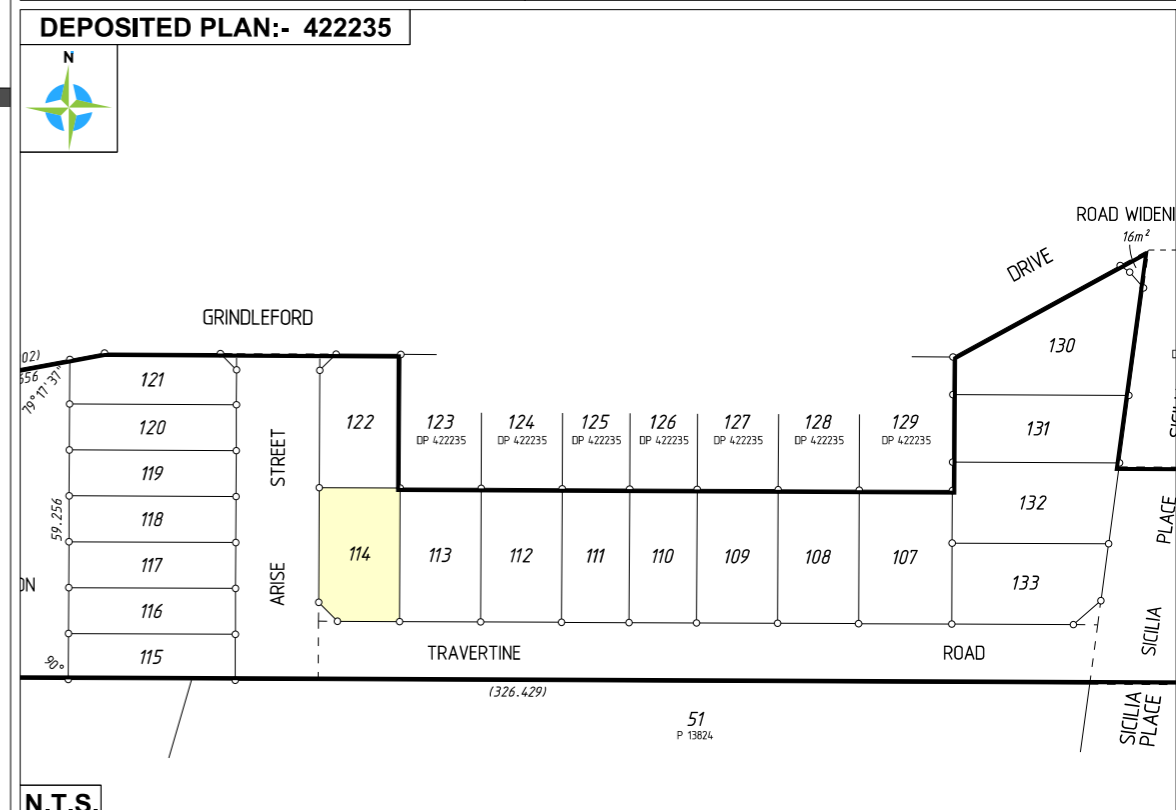 DEPOSITED PLAN:- 422235
N
ROAD WIDENI
16m²
DRIVE
GRINDLEFORD
02)
656
79°17'37"
130
121
122
123
DP 422235
124
DP 422235
125
DP 422235
126
DP 422235
127
DP 422235
128
DP 422235
129
DP 422235
120
131
STREET
119
132
PLACE
59.256
118
114
113
112
111
110
109
108
107
117
ARISE
133
116
SICILIA
115
90°
TRAVERTINE
ROAD
(326.429)
51
P 13824
SICILIA
PLACE
N.T.S.